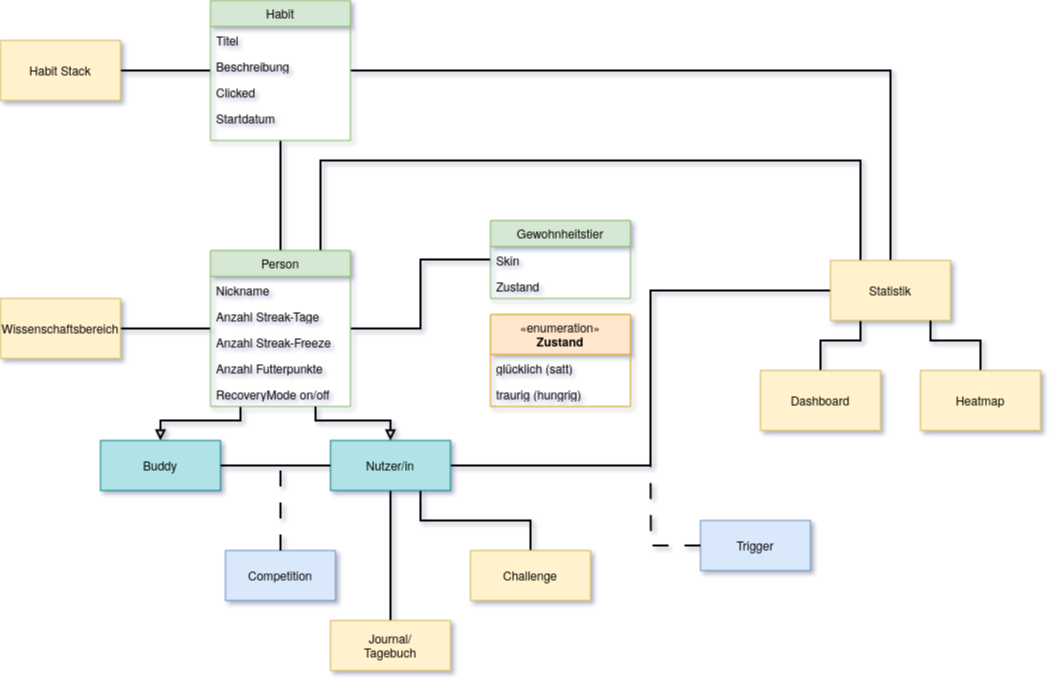 Habit
Titel
Beschreibung
Clicked
Startdatum
Habit Stack
Gewohnheitstier
Skin
Zustand
Person
Nickname
Anzahl Streak-Tage
Anzahl Streak-Freeze
Anzahl Futterpunkte
RecoveryMode on/off
Statistik
Wissenschaftsbereich
«enumeration»
Zustand
glücklich (satt)
traurig (hungrig)
Dashboard
Heatmap
Buddy
Nutzer/in
Trigger
Competition
Challenge
Journal/
Tagebuch